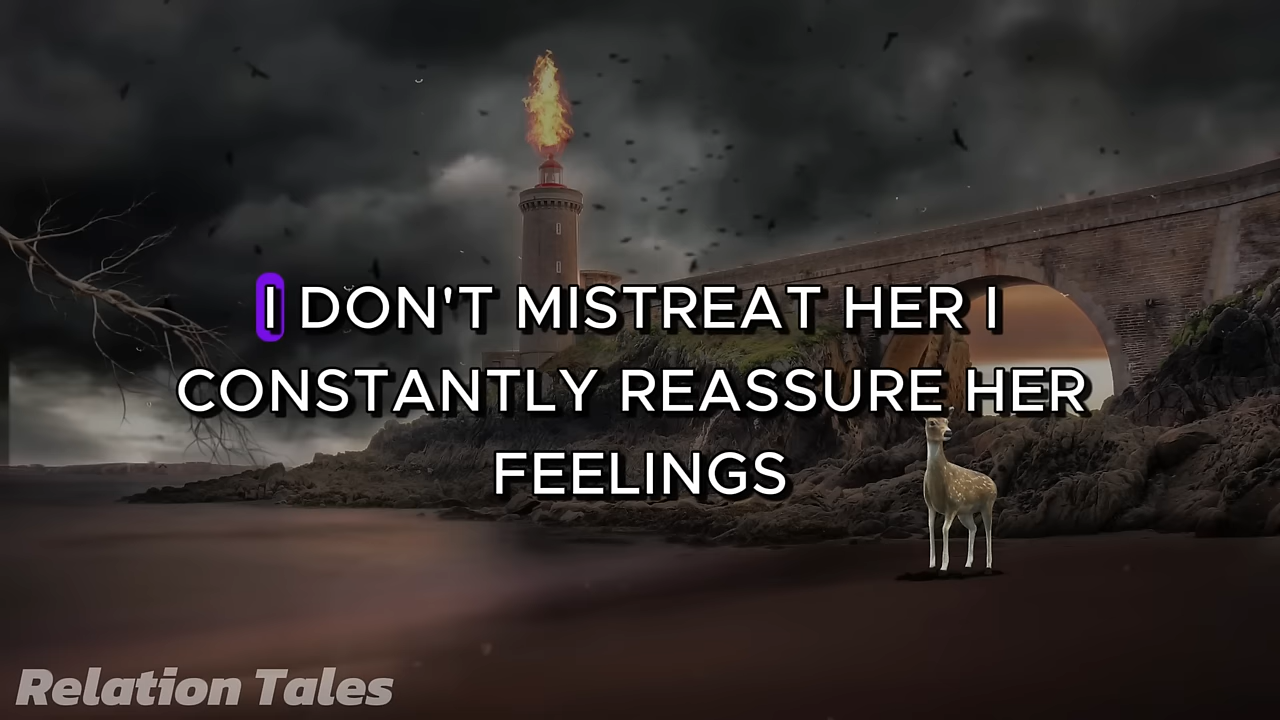 I DON'T MISTREAT HER I
CONSTANTLY REASSURE HER
FEELINGS
Relation Tales